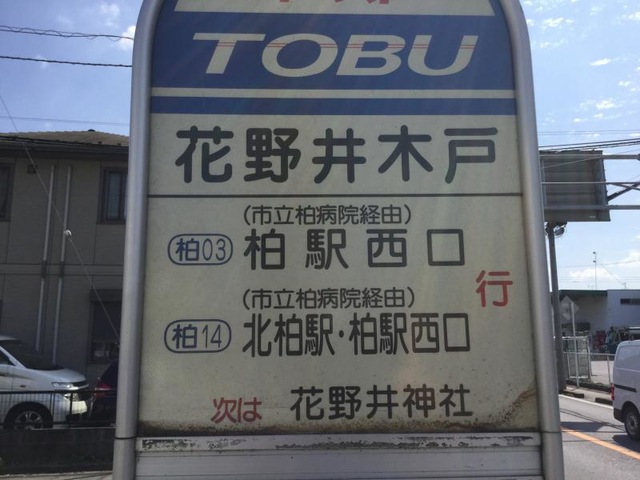 TOBU
花野井木戸
(市立柏病院経由)
柏03 柏駅西口
行
(市立柏病院経由)
柏14 北柏駅・柏駅西口
次は 花野井神社